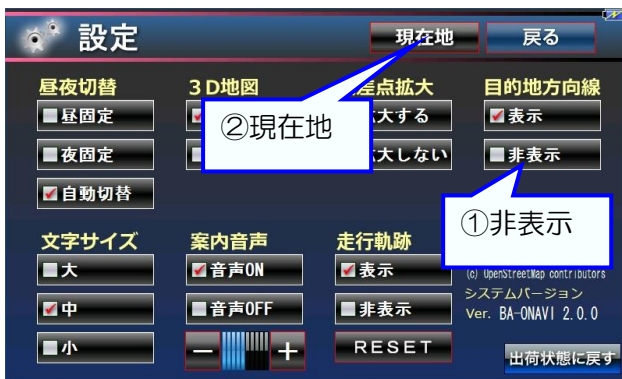 設定
現在地
戻る
昼夜切替
3D地図
差点拡大
目的地方向線
昼固定
大する
表示
夜固定
大しない
非表示
自動切替
②現在地
①非表示
文字サイズ
案内音声
走行軌跡
大
音声ON
表示
(c) OpenStreetMap contributors
中
音声OFF
非表示
システムバージョン
Ver. BA-ONAVI 2.0.0
小
− +
RESET
出荷状態に戻す